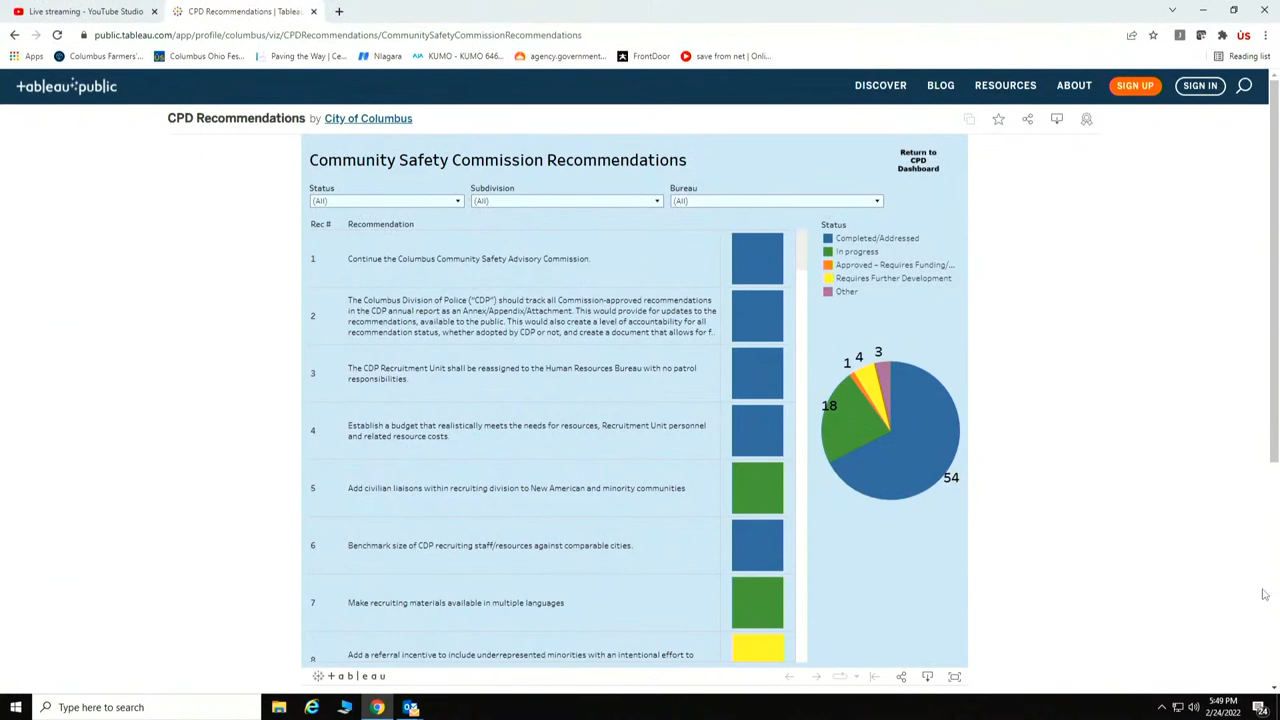 Live streaming - YouTube Studio
CPD Recommendations | Tableau
public.tableau.com/app/profile/columbus/viz/CPDRecommendations/CommunitySafetyCommissionRecommendations
Apps
Columbus Farmers'...
Columbus Ohio Fes...
Paving the Way | Ce...
NIagara
KUMO - KUMO 646...
agency.government...
FrontDoor
save from net | Onli...
Reading list
+ableau public
DISCOVER
BLOG
RESOURCES
ABOUT
SIGN UP
SIGN IN
CPD Recommendations by City of Columbus
Community Safety Commission Recommendations
Return to
CPD
Dashboard
Status
Subdivision
Bureau
(All)
(All)
(All)
Rec #
Recommendation
1 Continue the Columbus Community Safety Advisory Commission.
The Columbus Division of Police ("CDP") should track all Commission-approved recommendations
in the CDP annual report as an Annex/Appendix/Attachment. This would provide for updates to the
2 recommendations, available to the public. This would also create a level of accountability for all
recommendation status, whether adopted by CDP or not, and create a document that allows for f..
3 The CDP Recruitment Unit shall be reassigned to the Human Resources Bureau with no patrol
responsibilities.
4 Establish a budget that realistically meets the needs for resources, Recruitment Unit personnel
and related resource costs.
5 Add civilian liaisons within recruiting division to New American and minority communities
6 Benchmark size of CDP recruiting staff/resources against comparable cities.
7 Make recruiting materials available in multiple languages
8 Add a referral incentive to include underrepresented minorities with an intentional effort to
Status
Completed/Addressed
In progress
Approved – Requires Funding/...
Requires Further Development
Other
1 4 3
18
54
+ a b l e a u
Type here to search
5:49 PM
2/24/2022
24